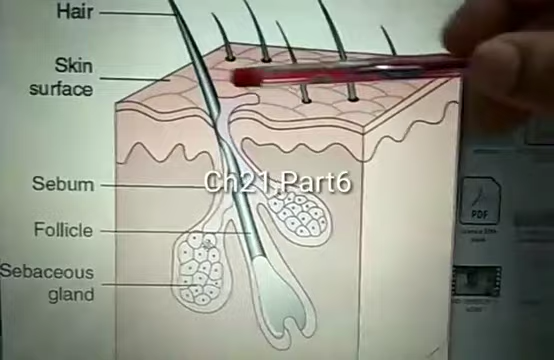 Hair
Skin
surface
Ch21,Part6
Sebum
Follicle
Sebaceous
gland
PDF